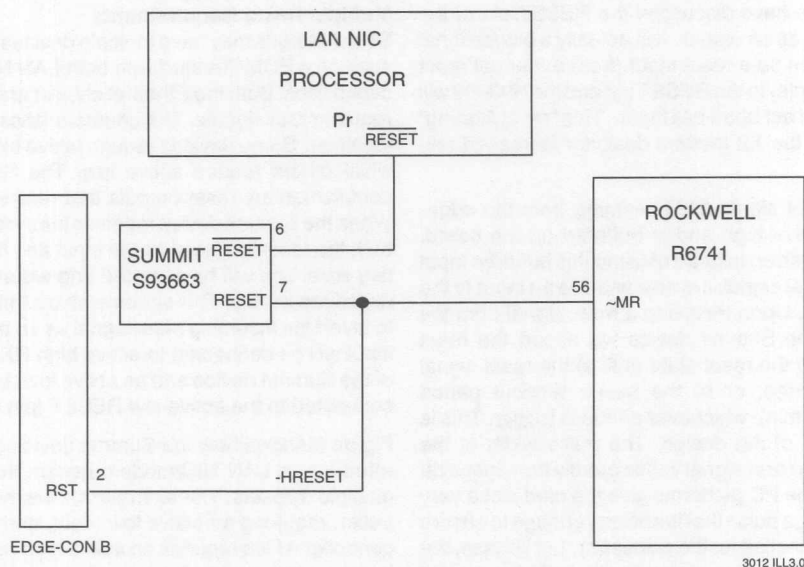 LAN NIC
PROCESSOR
Pr RESET
SUMMIT
S93663
RESET 6
RESET 7
ROCKWELL
R6741
56
~MR
RST 2
-HRESET
EDGE-CON B
3012 ILL3.0